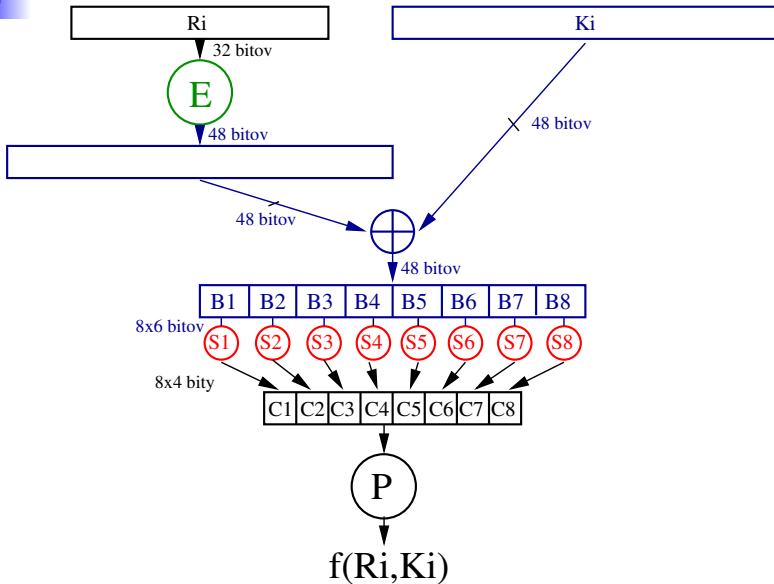 Ri Ki
32 bitov
E
48 bitov
48 bitov
48 bitov
48 bitov
B1 B2 B3 B4 B5 B6 B7 B8
8x6 bitov
S1 S2 S3 S4 S5 S6 S7 S8
8x4 bity
C1 C2 C3 C4 C5 C6 C7 C8
P
f(Ri,Ki)